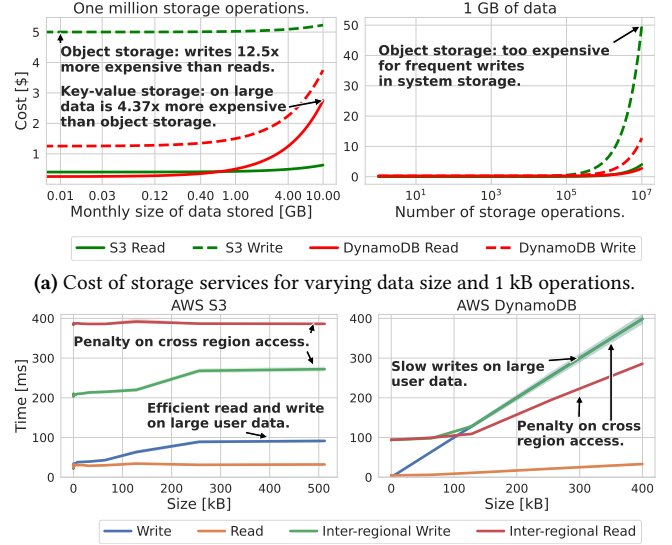 One million storage operations.
1 GB of data
Cost [$]
5
4
3
2
1
Object storage: writes 12.5x
more expensive than reads.
Key-value storage: on large
data is 4.37x more expensive
than object storage.
0.01 0.03 0.12 0.40 1.00 4.00 10.00
Monthly size of data stored [GB]
50
40
30
20
10
0
Object storage: too expensive
for frequent writes
in system storage.
10¹ 10³ 10⁵ 10⁷
Number of storage operations.
S3 Read S3 Write DynamoDB Read DynamoDB Write
(a) Cost of storage services for varying data size and 1 kB operations.
AWS S3
AWS DynamoDB
Time [ms]
400
300
200
100
0
Penalty on cross region access.
Efficient read and write
on large user data.
0 100 200 300 400 500
Size [kB]
400
300
200
100
0
Slow writes on large
user data.
Penalty on cross
region access.
0 100 200 300 400
Size [kB]
Write Read Inter-regional Write Inter-regional Read